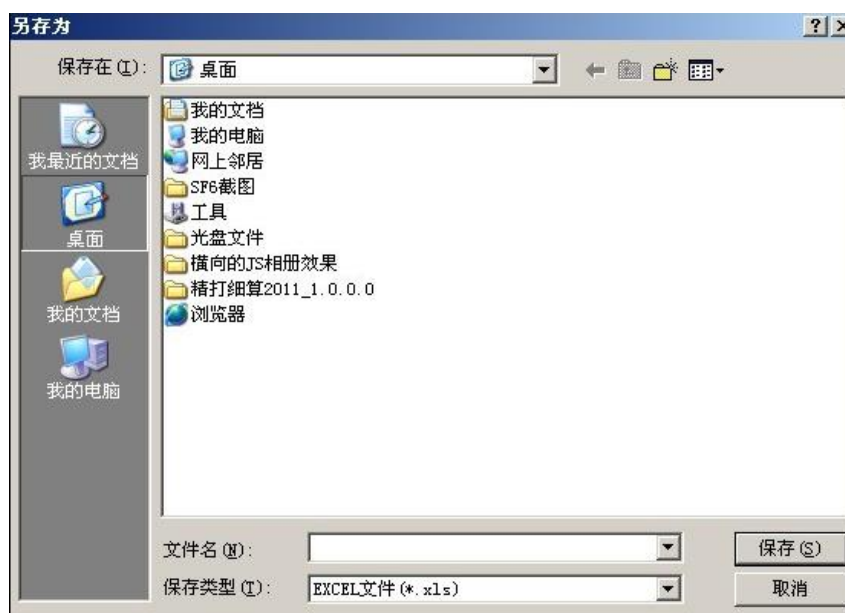 另存为
保存在(I):
桌面
我最近的文档
桌面
我的文档
我的电脑
我的文档
我的电脑
网上邻居
SF6截图
工具
光盘文件
横向的JS相册效果
精打细算2011_1.0.0.0
浏览器
文件名(N):
保存(S)
保存类型(T):
EXCEL文件(*.xls)
取消